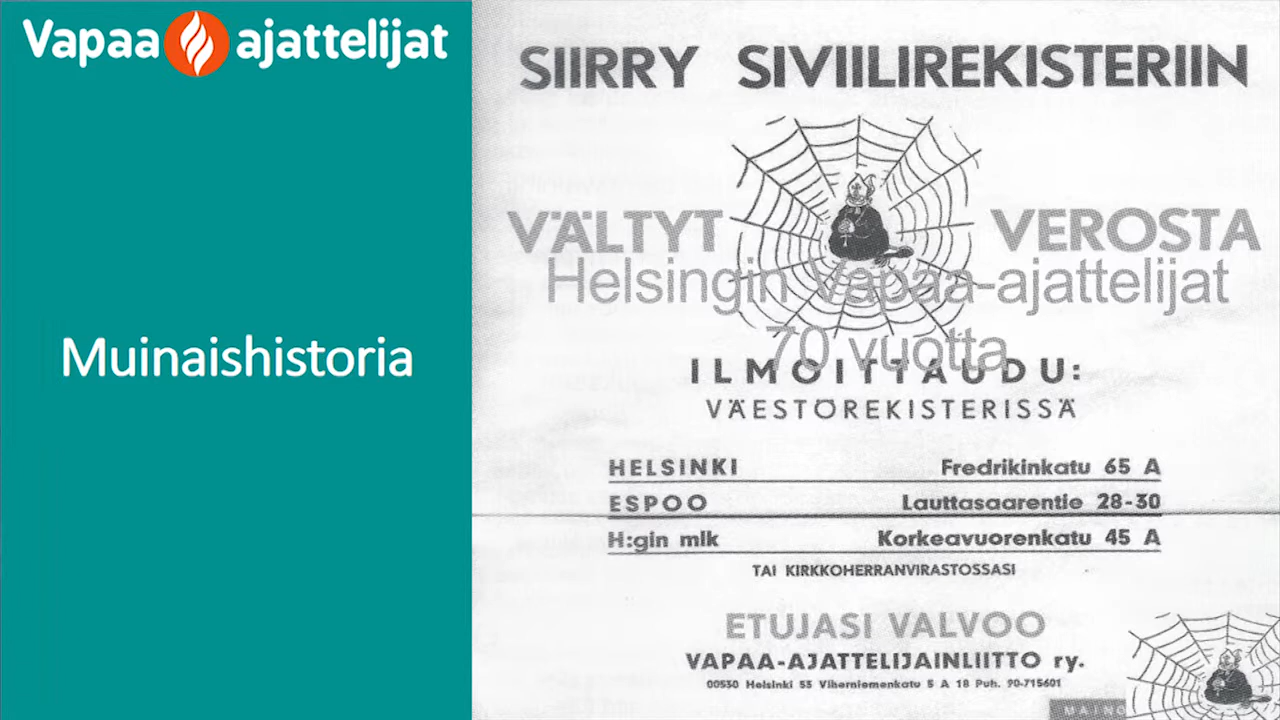 Vapaa ajattelijat
Muinaishistoria
SIIRRY SIVIILIREKISTERIIN
VÄLTYT VEROSTA
Helsingin Vapaa-ajattelijat
70 vuotta
ILMOITTAUDU:
VÄESTÖREKISTERISSÄ
HELSINKI Fredrikinkatu 65 A
ESPOO Lauttasaarentie 28-30
H:gin mlk Korkeavuorenkatu 45 A
TAI KIRKKOHERRANVIRASTOSSASI
ETUJASI VALVOO
VAPAA-AJATTELIJAINLIITTO ry.
00530 Helsinki 53 Viherniemenkatu 5 A 18 Puh. 90-715601
MAINO